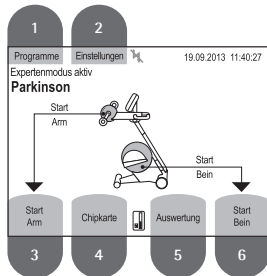 1 2
Programme Einstellungen 19.09.2013 11:40:27
Expertenmodus aktiv
Parkinson
Start
Arm
Start
Bein
Start Arm Chipkarte Auswertung Start Bein
3 4 5 6